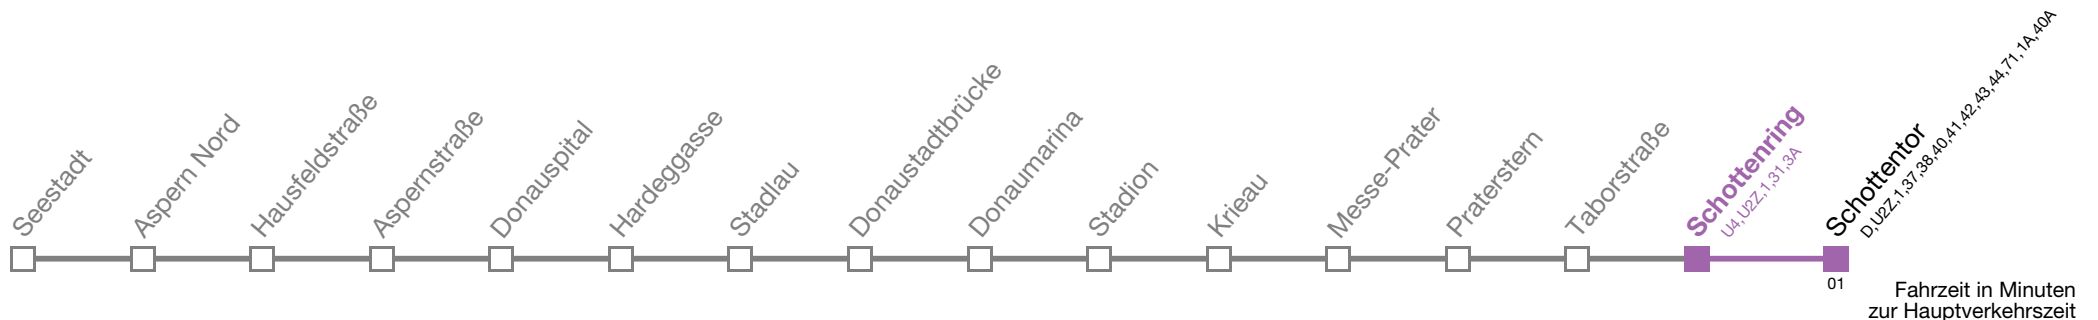 Seestadt
Aspern Nord
Hausfeldstraße
Aspernstraße
Donauspital
Hardeggasse
Stadlau
Donaustadtbrücke
Donaumarina
Stadion
Krieau
Messe-Prater
Praterstern
Taborstraße
Schottenring
U4,U2Z,1,31,3A
Schottentor
D,U2Z,1,37,38,40,41,42,43,44,71,1A,40A
01
Fahrzeit in Minuten
zur Hauptverkehrszeit